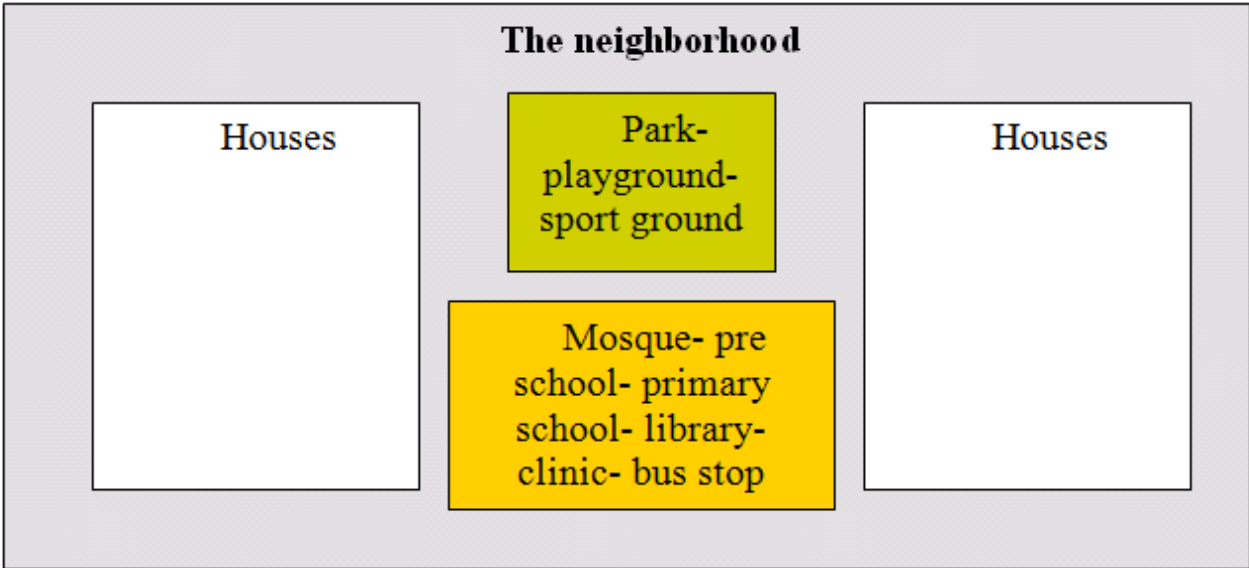 The neighborhood
Houses
Park-
playground-
sport ground
Houses
Mosque- pre
school- primary
school- library-
clinic- bus stop